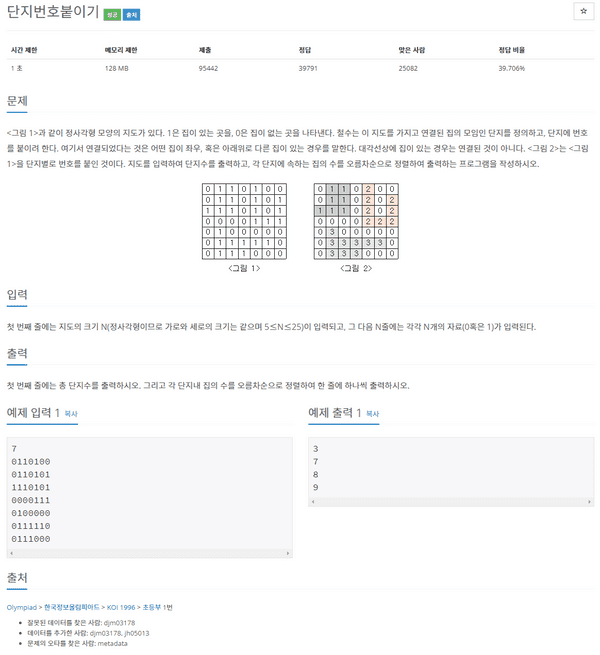 단지번호붙이기 성공 출처
☆
시간 제한 메모리 제한 제출 정답 맞은 사람 정답 비율
1 초 128 MB 95442 39791 25082 39.706%
문제
<그림 1>과 같이 정사각형 모양의 지도가 있다. 1은 집이 있는 곳을, 0은 집이 없는 곳을 나타낸다. 철수는 이 지도를 가지고 연결된 집의 모임인 단지를 정의하고, 단지에 번호
를 붙이려 한다. 여기서 연결되었다는 것은 어떤 집이 좌우, 혹은 아래위로 다른 집이 있는 경우를 말한다. 대각선상에 집이 있는 경우는 연결된 것이 아니다. <그림 2>는 <그림
1>을 단지별로 번호를 붙인 것이다. 지도를 입력하여 단지수를 출력하고, 각 단지에 속하는 집의 수를 오름차순으로 정렬하여 출력하는 프로그램을 작성하시오.
0 1 1 0 1 0 0 0 1 1 0 2 0 0
0 1 1 0 1 0 1 0 1 1 0 2 0 2
1 1 1 0 1 0 1 1 1 1 0 2 0 2
0 0 0 0 1 1 1 0 0 0 0 2 2 2
0 1 0 0 0 0 0 0 3 0 0 0 0 0
0 1 1 1 1 1 0 0 3 3 3 3 3 0
0 1 1 1 0 0 0 0 3 3 3 0 0 0
<그림 1> <그림 2>
입력
첫 번째 줄에는 지도의 크기 N(정사각형이므로 가로와 세로의 크기는 같으며 5≤N≤25)이 입력되고, 그 다음 N줄에는 각각 N개의 자료(0혹은 1)가 입력된다.
출력
첫 번째 줄에는 총 단지수를 출력하시오. 그리고 각 단지내 집의 수를 오름차순으로 정렬하여 한 줄에 하나씩 출력하시오.
예제 입력 1 복사
7
0110100
0110101
1110101
0000111
0100000
0111110
0111000
예제 출력 1 복사
3
7
8
9
출처
Olympiad > 한국정보올림피아드 > KOI 1996 > 초등부 1번
잘못된 데이터를 찾은 사람: djm03178
데이터를 추가한 사람: djm03178, jh05013
문제의 오타를 찾은 사람: metadata